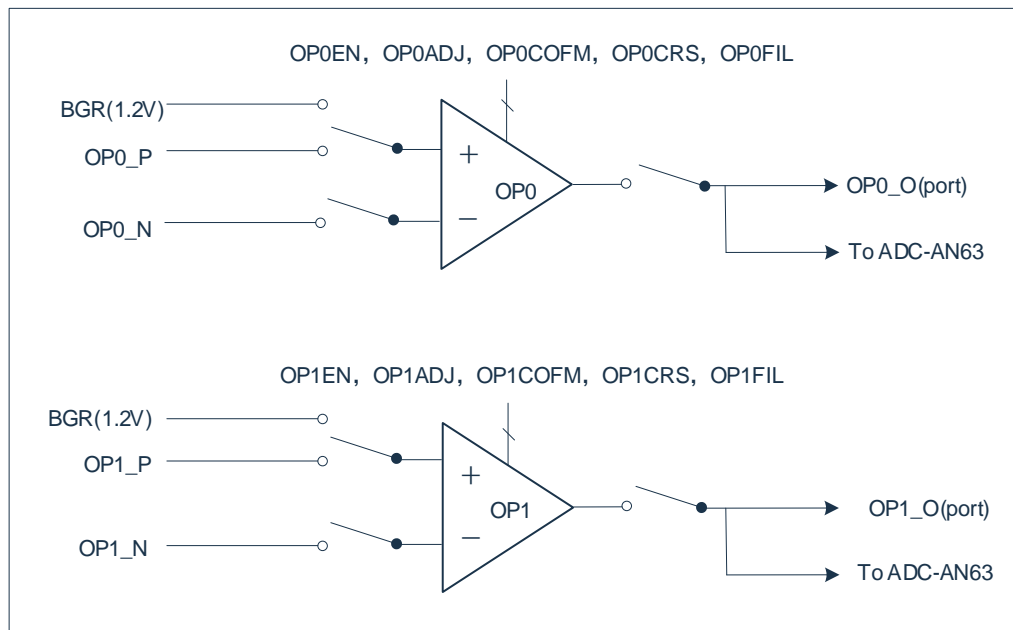 OP0EN, OP0ADJ, OP0COFM, OP0CRS, OP0FIL
BGR(1.2V)
OP0_P
OP0_N
+
−
OP0
OP0_O(port)
To ADC-AN63
OP1EN, OP1ADJ, OP1COFM, OP1CRS, OP1FIL
BGR(1.2V)
OP1_P
OP1_N
+
−
OP1
OP1_O(port)
To ADC-AN63